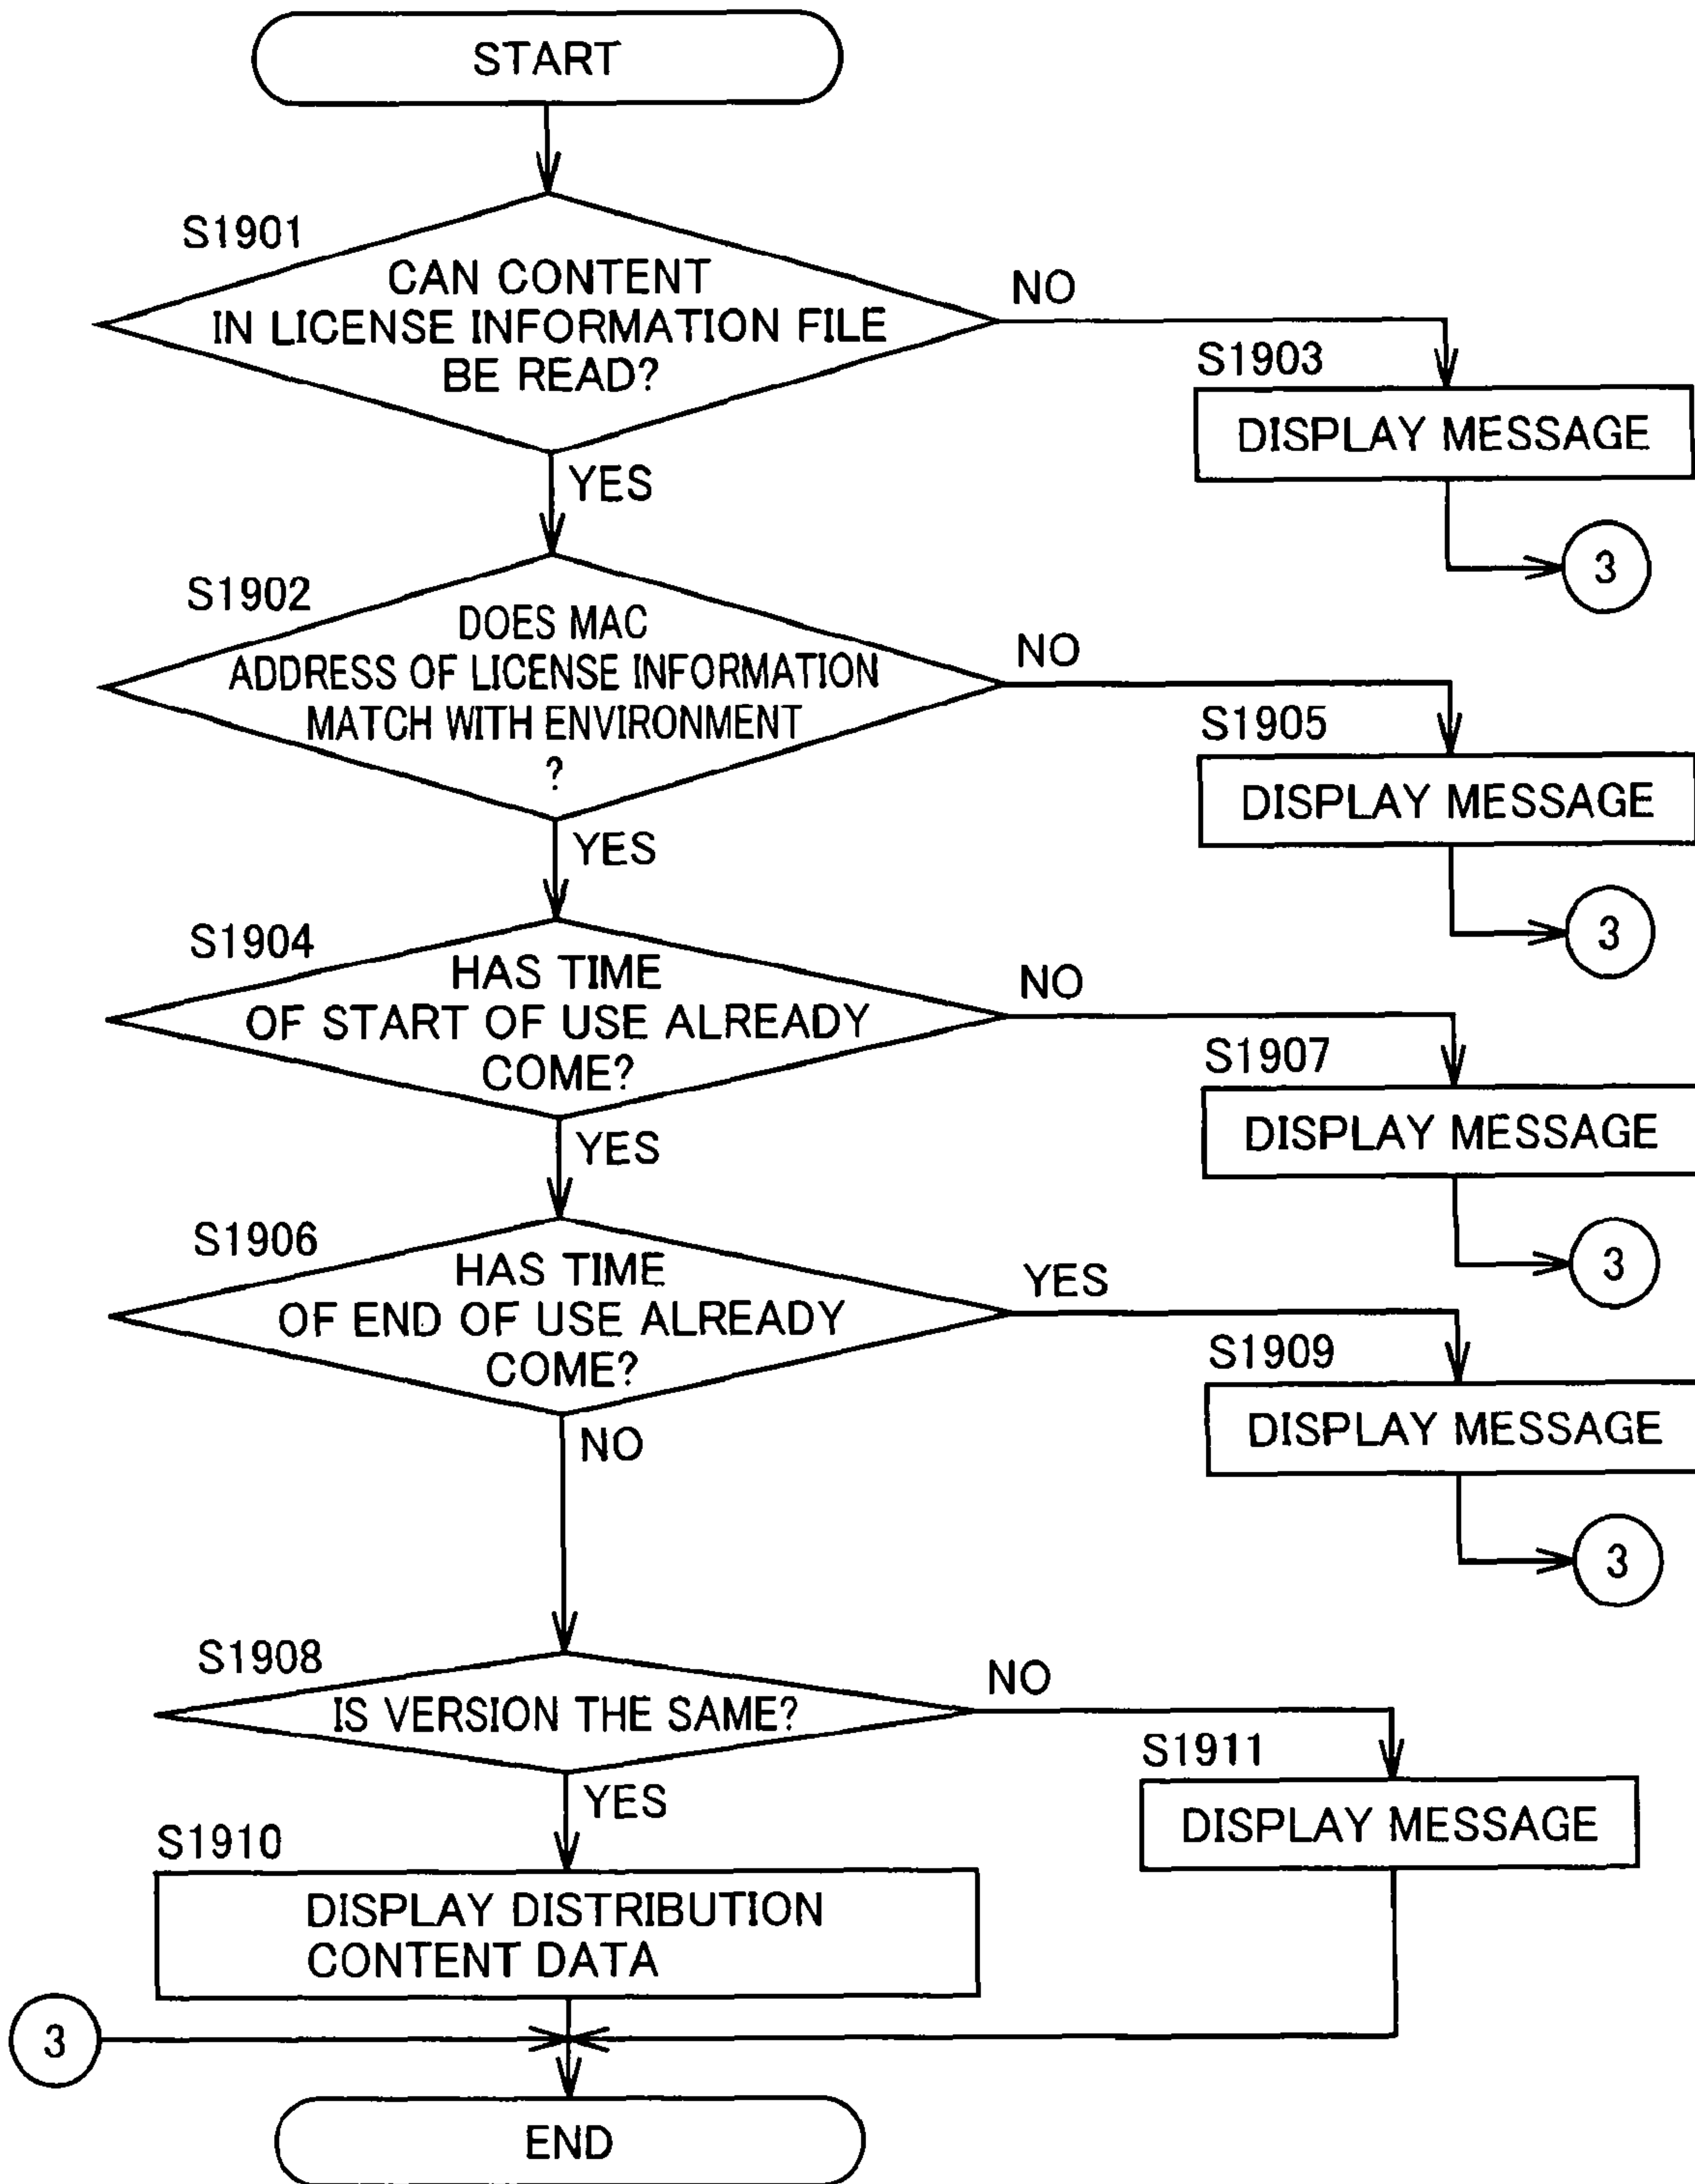 START
S1901
CAN CONTENT
IN LICENSE INFORMATION FILE
BE READ?
NO
S1903
DISPLAY MESSAGE
3
YES
S1902
DOES MAC
ADDRESS OF LICENSE INFORMATION
MATCH WITH ENVIRONMENT
?
NO
S1905
DISPLAY MESSAGE
3
YES
S1904
HAS TIME
OF START OF USE ALREADY
COME?
NO
S1907
DISPLAY MESSAGE
3
YES
S1906
HAS TIME
OF END OF USE ALREADY
COME?
YES
S1909
DISPLAY MESSAGE
3
NO
S1908
IS VERSION THE SAME?
NO
S1911
DISPLAY MESSAGE
YES
S1910
DISPLAY DISTRIBUTION
CONTENT DATA
3
END